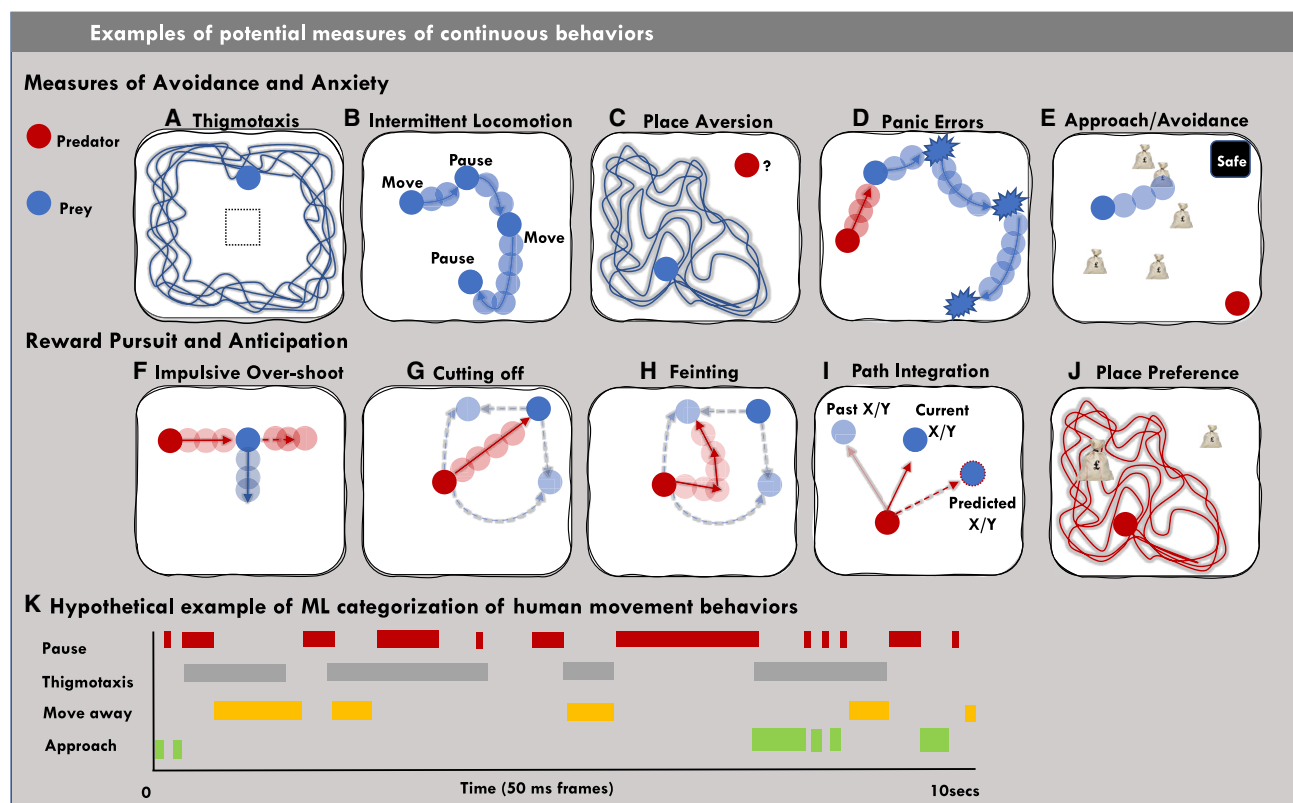 Examples of potential measures of continuous behaviors
Measures of Avoidance and Anxiety
Predator
Prey
A Thigmotaxis
B Intermittent Locomotion
Move
Pause
Move
Pause
C Place Aversion
?
D Panic Errors
E Approach/Avoidance
Safe
£
£
£
£
£
Reward Pursuit and Anticipation
F Impulsive Over-shoot
G Cutting off
H Feinting
I Path Integration
Past X/Y
Current
X/Y
Predicted
X/Y
J Place Preference
£
£
K Hypothetical example of ML categorization of human movement behaviors
Pause
Thigmotaxis
Move away
Approach
0
Time (50 ms frames)
10secs